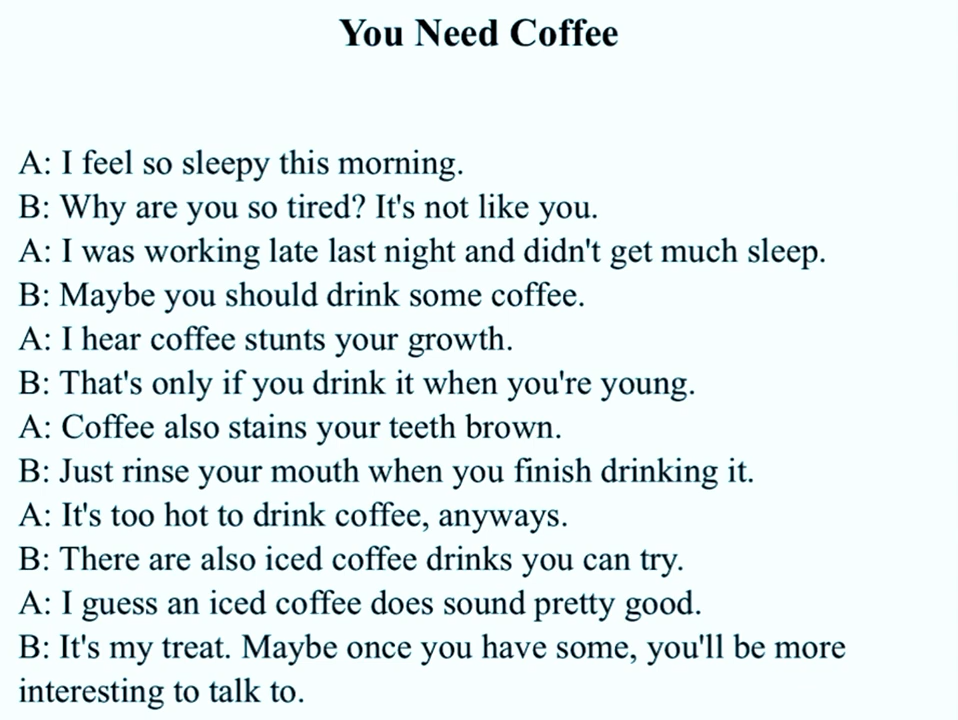 You Need Coffee
A: I feel so sleepy this morning.
B: Why are you so tired? It's not like you.
A: I was working late last night and didn't get much sleep.
B: Maybe you should drink some coffee.
A: I hear coffee stunts your growth.
B: That's only if you drink it when you're young.
A: Coffee also stains your teeth brown.
B: Just rinse your mouth when you finish drinking it.
A: It's too hot to drink coffee, anyways.
B: There are also iced coffee drinks you can try.
A: I guess an iced coffee does sound pretty good.
B: It's my treat. Maybe once you have some, you'll be more
interesting to talk to.